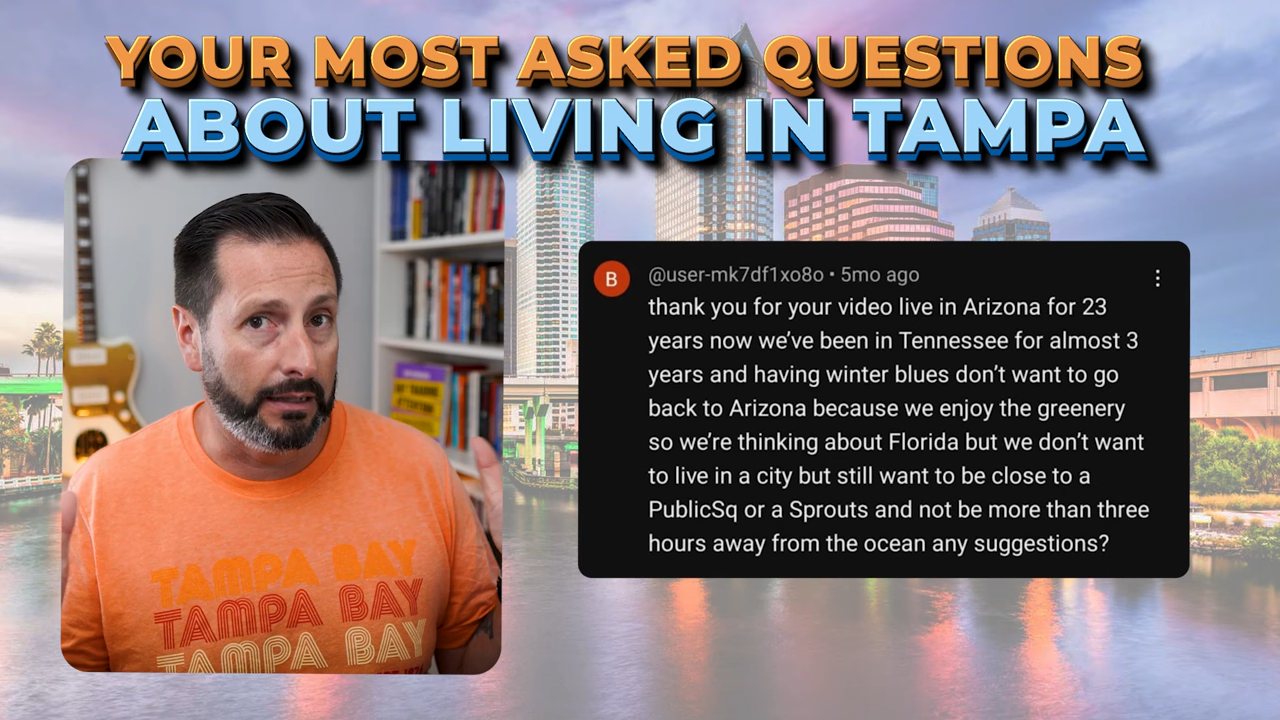 YOUR MOST ASKED QUESTIONS
ABOUT LIVING IN TAMPA
B
@user-mk7df1xo8o • 5mo ago
thank you for your video live in Arizona for 23
years now we've been in Tennessee for almost 3
years and having winter blues don't want to go
back to Arizona because we enjoy the greenery
so we're thinking about Florida but we don't want
to live in a city but still want to be close to a
PublicSq or a Sprouts and not be more than three
hours away from the ocean any suggestions?
TAMPA BAY
TAMPA BAY
TAMPA BAY